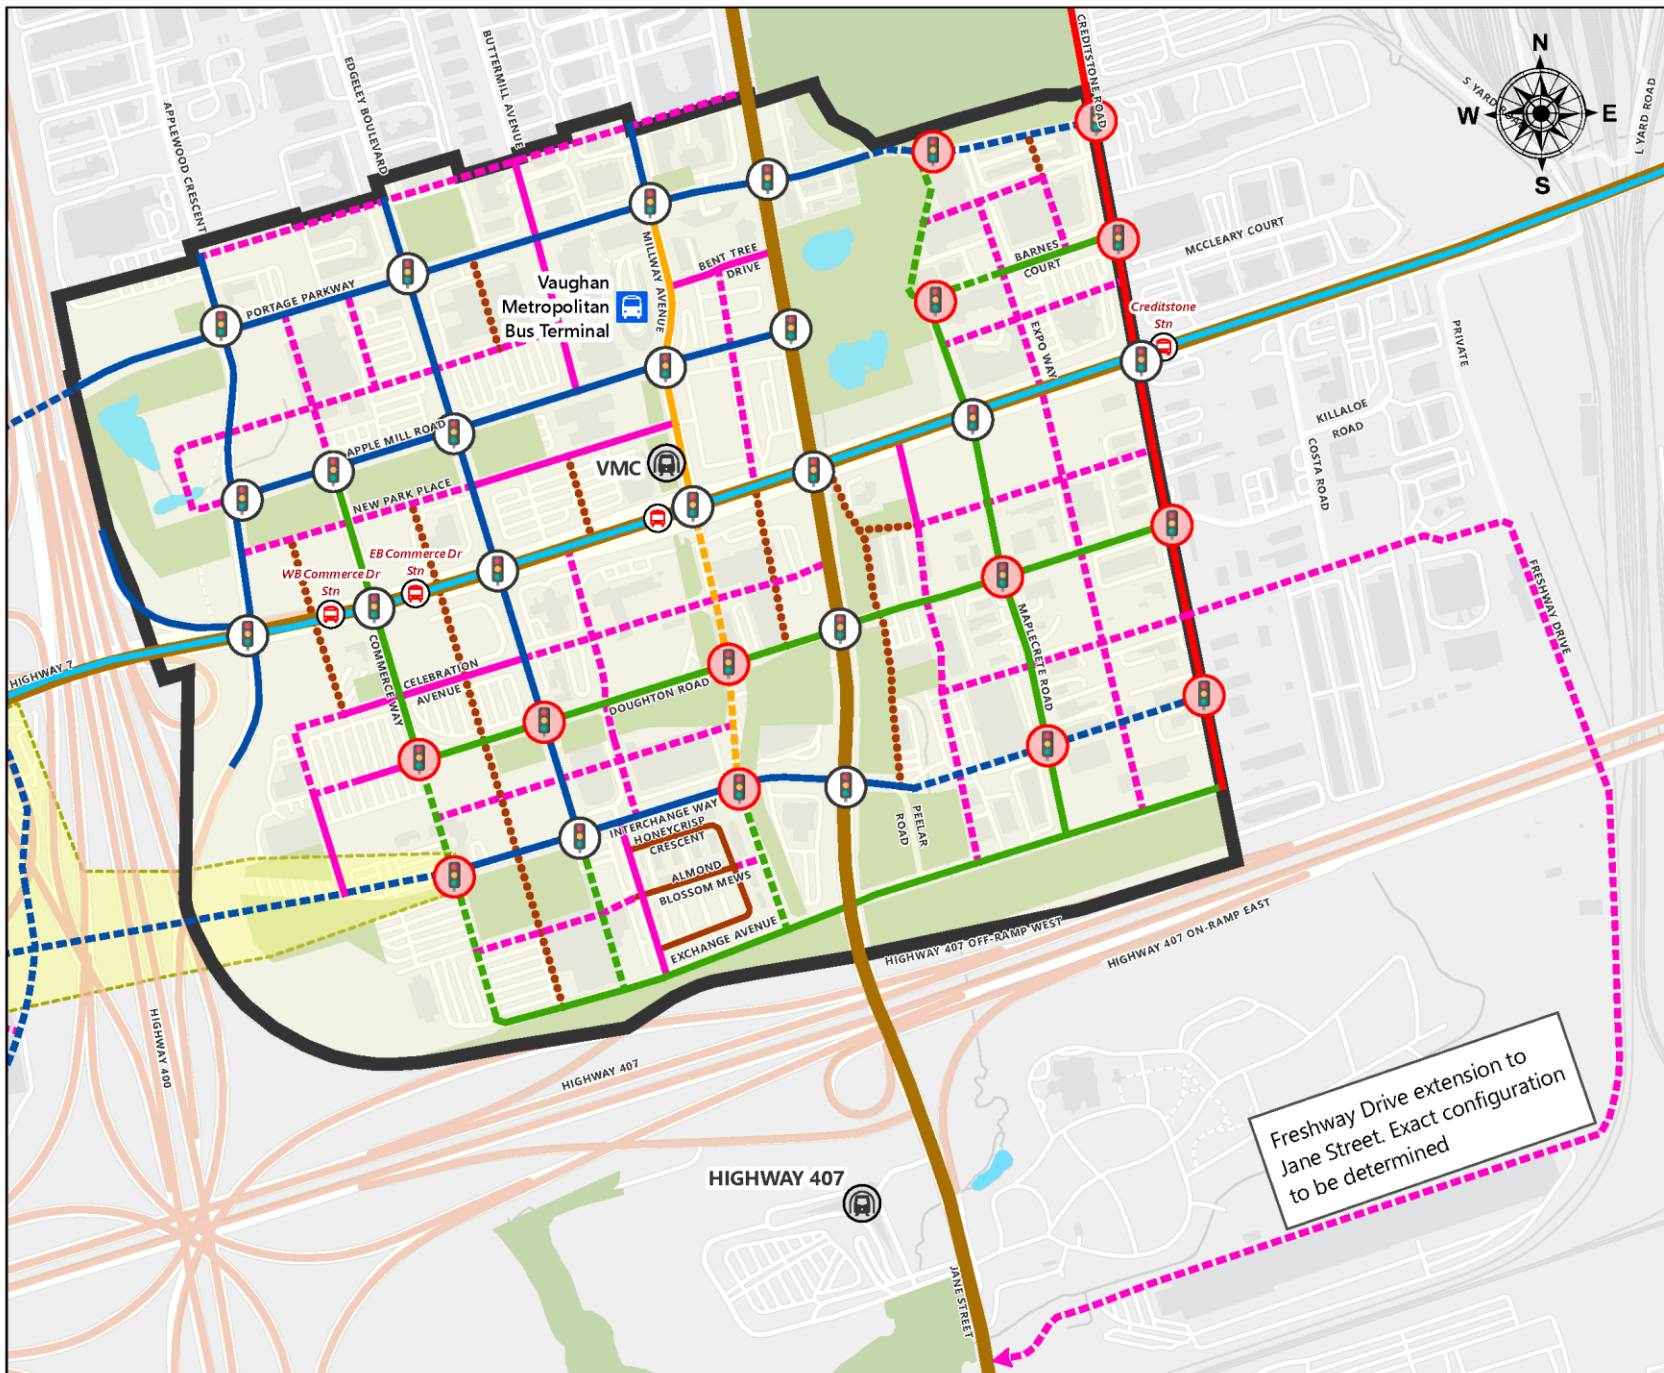 CREDITSTONE ROAD
N
W
E
S
S YARD ROAD
L YARD ROAD
APPLEWOOD CRESCENT
EDGELEY BOULEVARD
BUTTERMILL AVENUE
MILLWAY AVENUE
BENT TREE
DRIVE
PORTAGE PARKWAY
Vaughan
Metropolitan
Bus Terminal
BARNES
COURT
MCCLEARY COURT
Creditstone
Stn
EXPO WAY
PRIVATE
KILLALOE
ROAD
COSTA ROAD
APPLE MILL ROAD
VMC
NEW PARK PLACE
EB Commerce Dr
Stn
WB Commerce Dr
Stn
HIGHWAY 7
COMMERCE WAY
CELEBRATION
AVENUE
DOUGHTON ROAD
MAPLECRETE ROAD
FRESHWAY DRIVE
INTERCHANGE WAY
HONEYCRISP
CRESCENT
PEELAR
ROAD
ALMOND
BLOSSOM MEWS
EXCHANGE AVENUE
HIGHWAY 407 OFF-RAMP WEST
HIGHWAY 407 ON-RAMP EAST
HIGHWAY 400
HIGHWAY 407
Freshway Drive extension to
Jane Street. Exact configuration
to be determined
HIGHWAY 407
JANE STREET